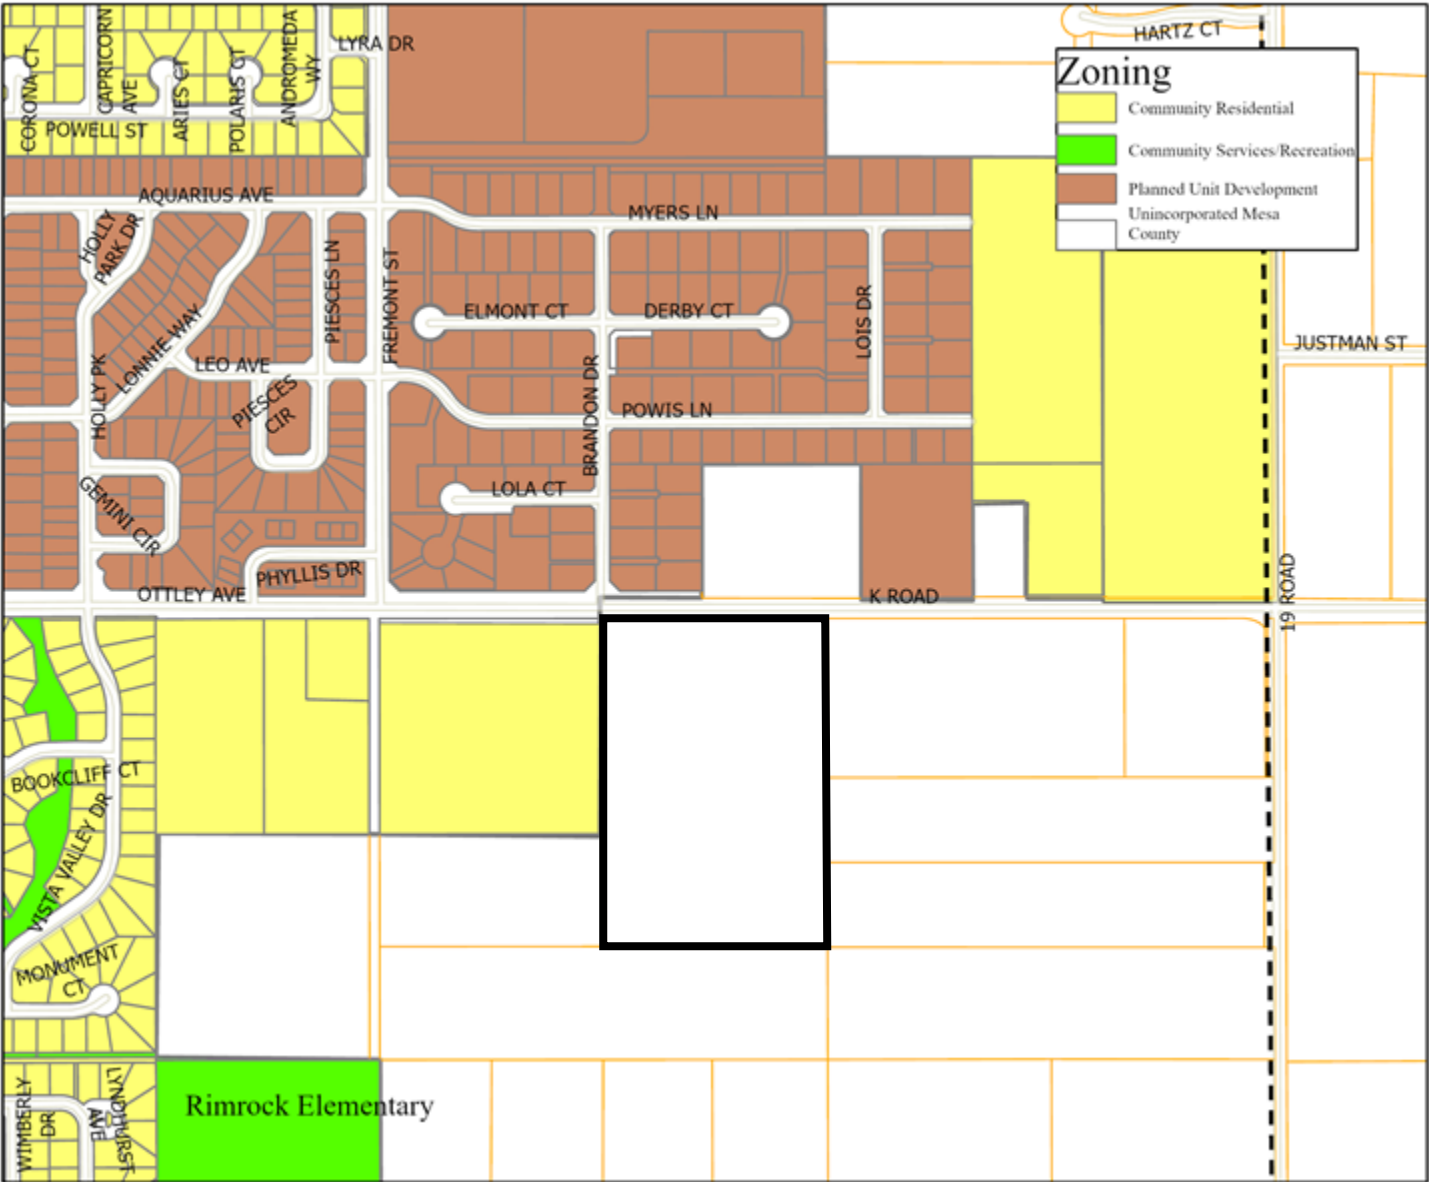 HARTZ CT
LYRA DR
CORONA CT
CAPRICORN
AVE
ARIES CT
POLARIS CT
ANDROMEDA
WY
POWELL ST
Zoning
Community Residential
Community Services/Recreation
Planned Unit Development
Unincorporated Mesa
County
AQUARIUS AVE
MYERS LN
HOLLY
PARK DR
PIESCES LN
FREMONT ST
ELMONT CT
DERBY CT
LOIS DR
JUSTMAN ST
LONNIE WAY
LEO AVE
HOLLY PK
PIESCES
CIR
BRANDON DR
POWIS LN
GEMINI CIR
LOLA CT
PHYLLIS DR
OTTLEY AVE
K ROAD
19 ROAD
BOOKCLIFF CT
VISTA VALLEY DR
MONUMENT
CT
WIMBERLY
DR
LYNDHURST
AVE
Rimrock Elementary